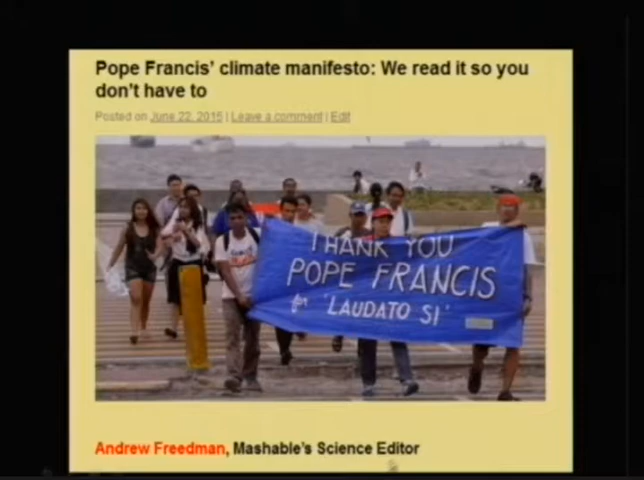 Pope Francis' climate manifesto: We read it so you
don't have to
Posted on June 22, 2015 | Leave a comment | Edit
THANK YOU
POPE FRANCIS
for 'LAUDATO SI'
Andrew Freedman, Mashable's Science Editor